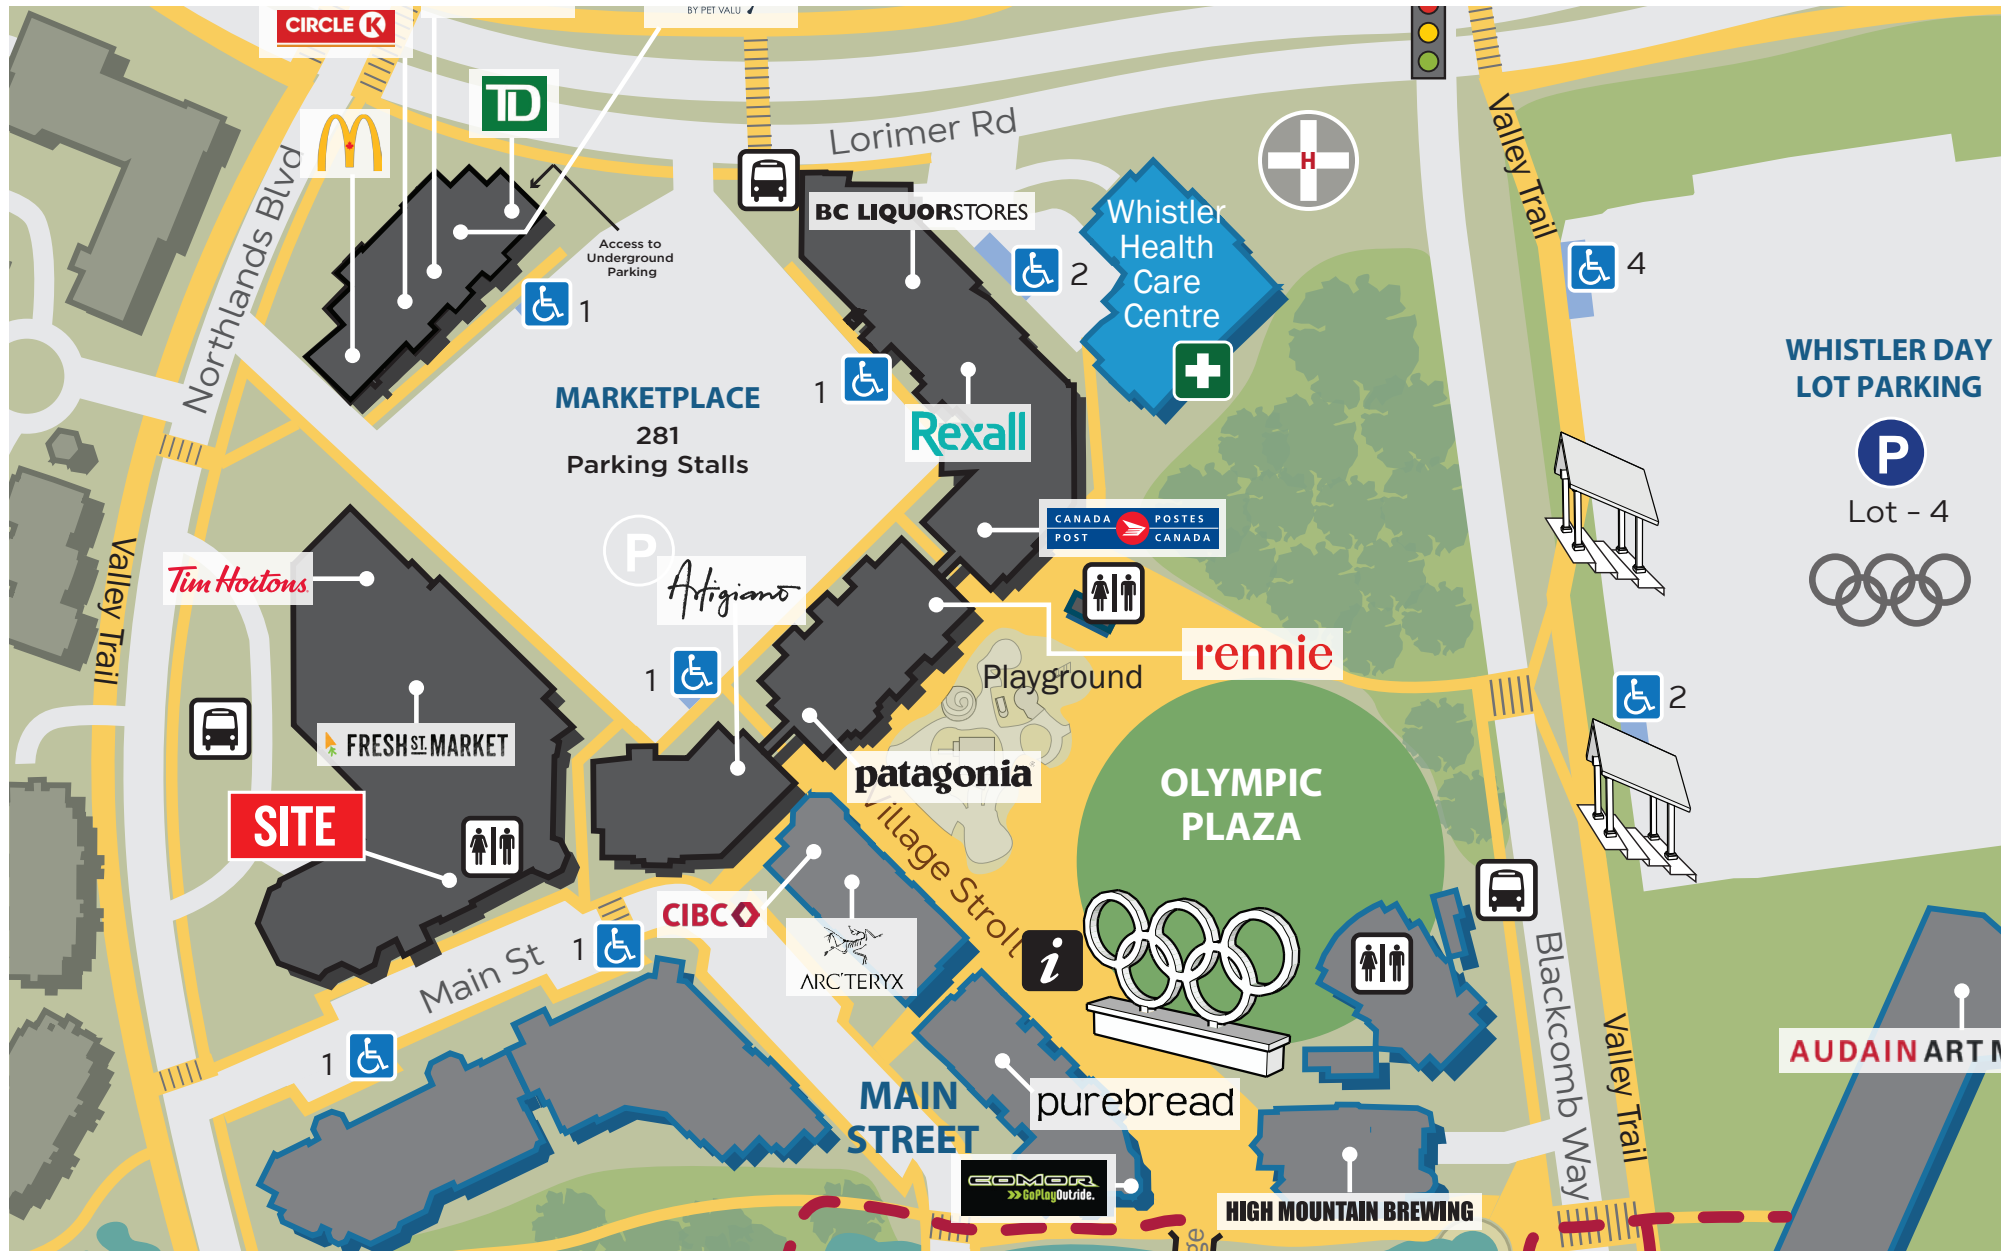 CIRCLE K
BY PET VALU
TD
Lorimer Rd
H
Valley Trail
Northlands Blvd
BC LIQUORSTORES
Access to
Underground
Parking
Whistler
Health
Care
Centre
1
2
4
1
MARKETPLACE
281
Parking Stalls
Rexall
WHISTLER DAY
LOT PARKING
P
Lot - 4
CANADA POSTES
POST CANADA
P
Tim Hortons
Valley Trail
Artigiano
rennie
Playground
1
2
FRESH ST. MARKET
patagonia
OLYMPIC
PLAZA
SITE
Village Stroll
CIBC
ARC'TERYX
i
Main St
1
1
Blackcomb Way
Valley Trail
AUDAIN ART M
MAIN
STREET
purebread
COMOR
GoPlayOutside.
HIGH MOUNTAIN BREWING